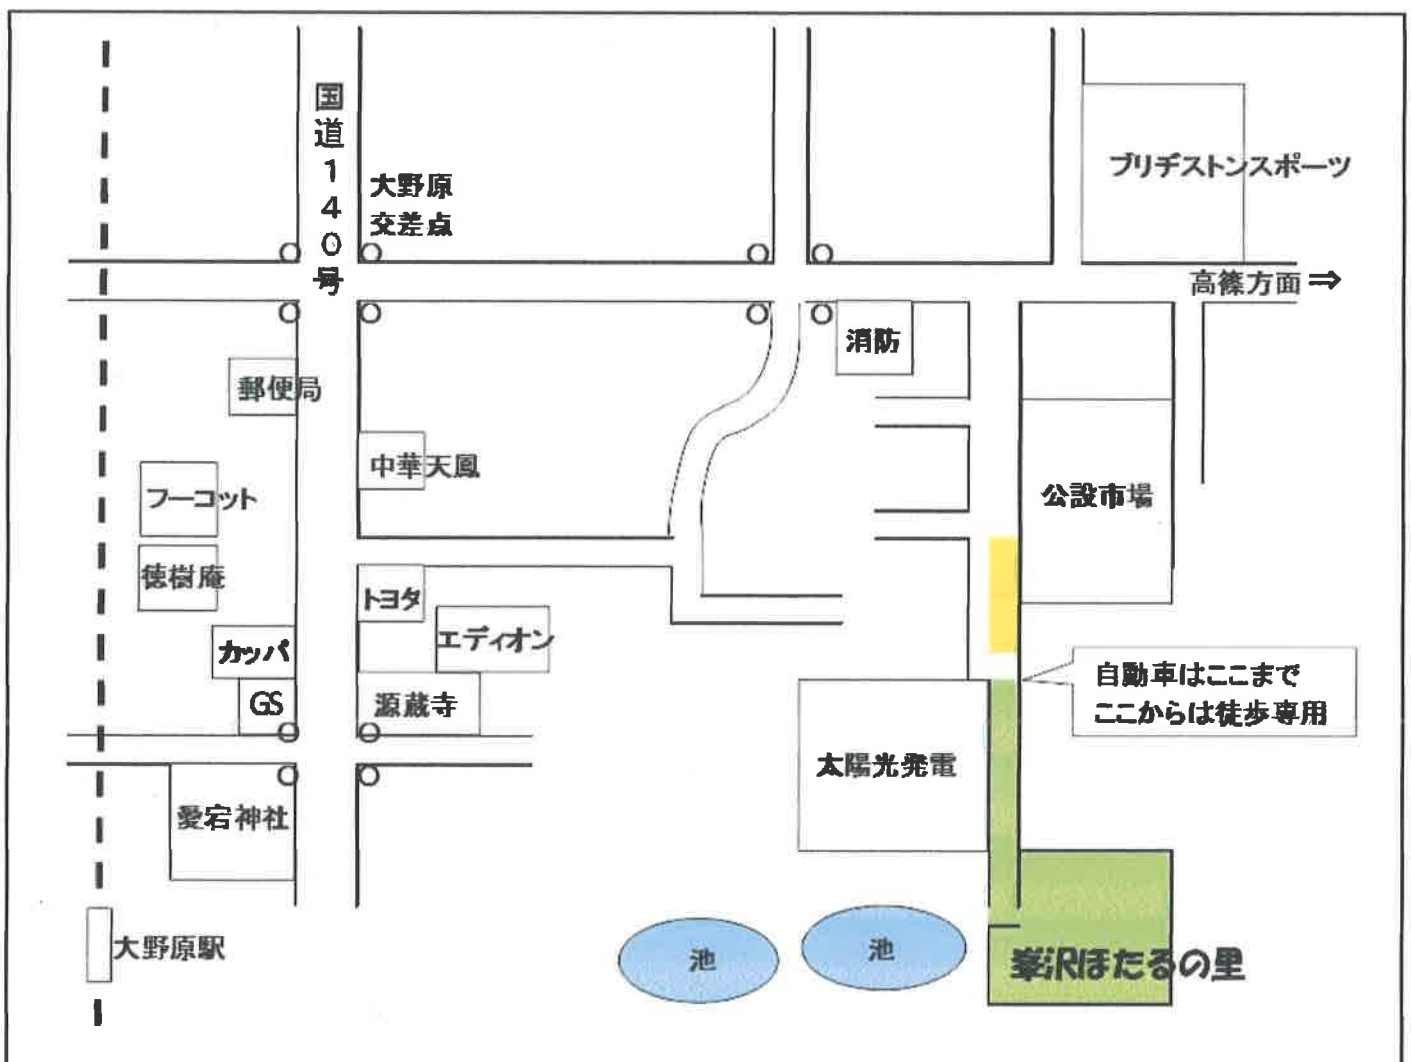 国道140号
大野原
交差点
ブリヂストンスポーツ
高篠方面⇒
消防
郵便局
中華天鳳
公設市場
フーコット
徳樹庵
トヨタ
エディオン
カッパ
自動車はここまで
ここからは徒歩専用
GS
源蔵寺
太陽光発電
愛宕神社
大野原駅
池
池
峯沢ほたるの里